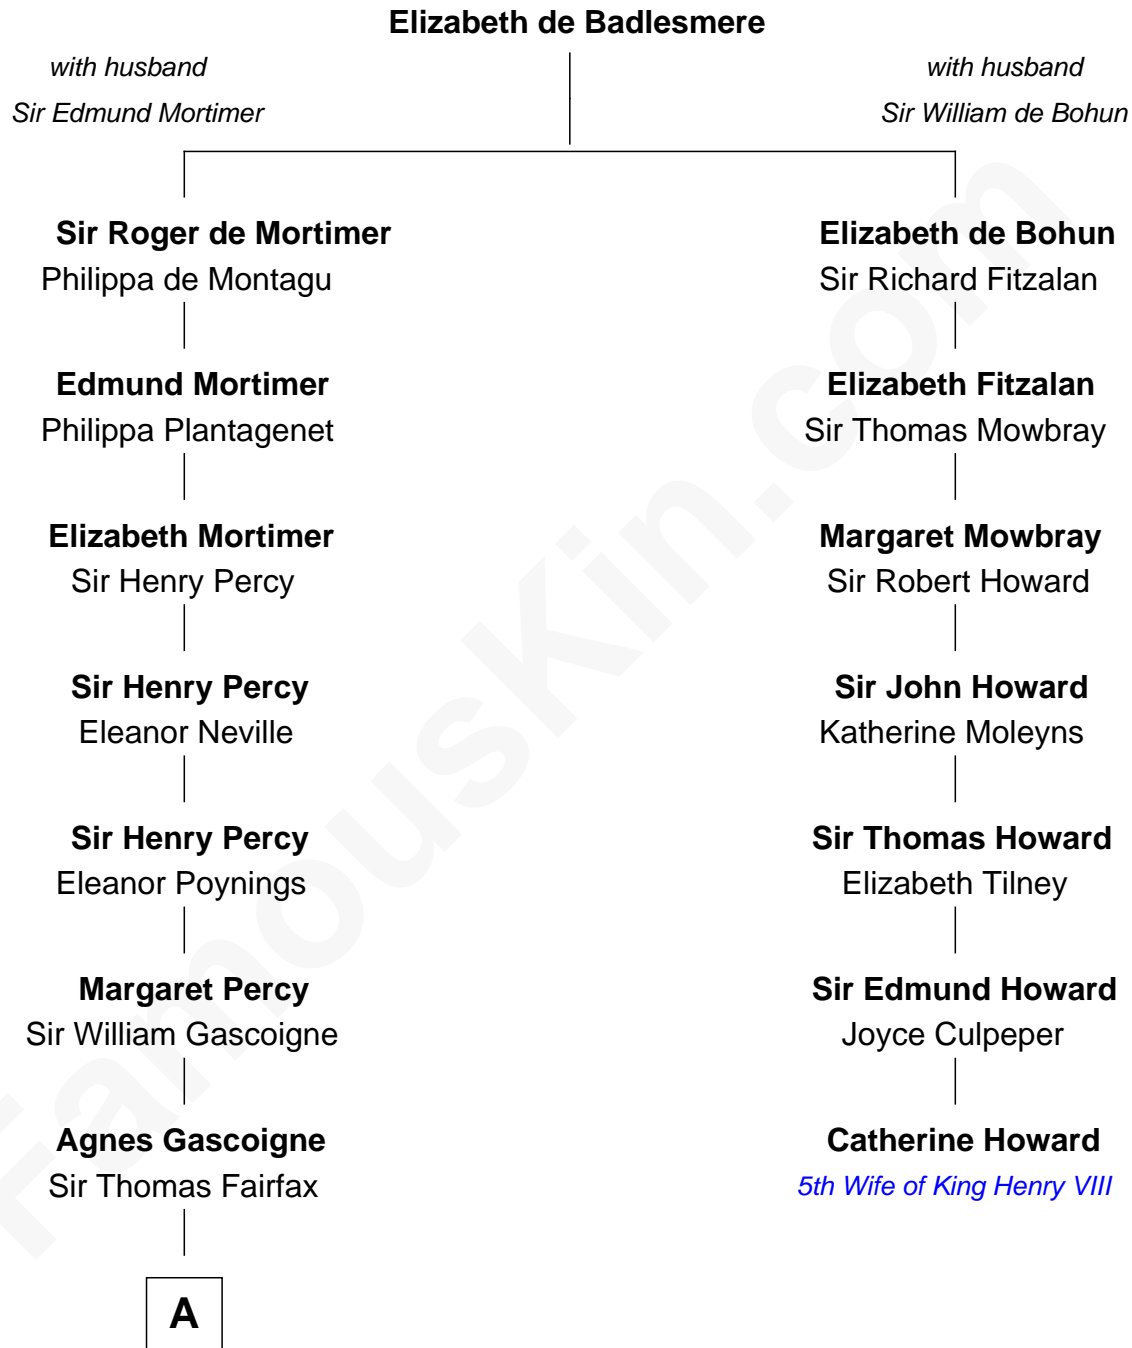 Elizabeth de Badlesmere
with husband
Sir Edmund Mortimer
with husband
Sir William de Bohun
Sir Roger de Mortimer
Philippa de Montagu
Elizabeth de Bohun
Sir Richard Fitzalan
Edmund Mortimer
Philippa Plantagenet
Elizabeth Fitzalan
Sir Thomas Mowbray
Elizabeth Mortimer
Sir Henry Percy
Margaret Mowbray
Sir Robert Howard
Sir Henry Percy
Eleanor Neville
Sir John Howard
Katherine Moleyns
Sir Henry Percy
Eleanor Poynings
Sir Thomas Howard
Elizabeth Tilney
Margaret Percy
Sir William Gascoigne
Sir Edmund Howard
Joyce Culpeper
Agnes Gascoigne
Sir Thomas Fairfax
Catherine Howard
5th Wife of King Henry VIII
A
FamousKin.com